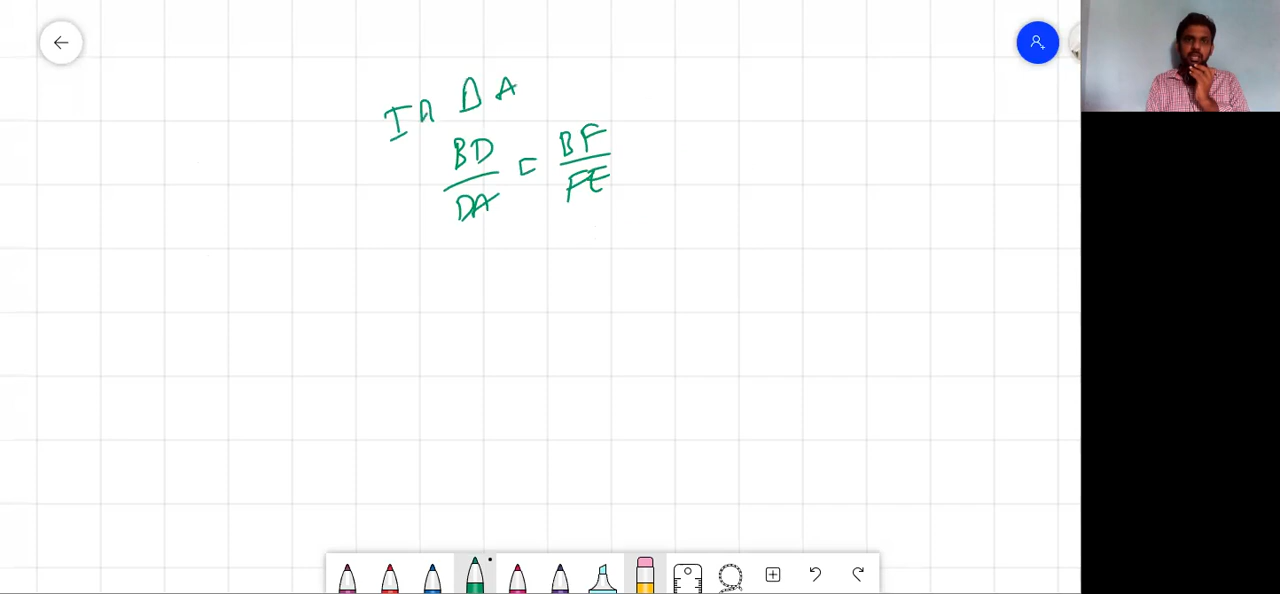 In Δ A
BD/DA = BF/FE